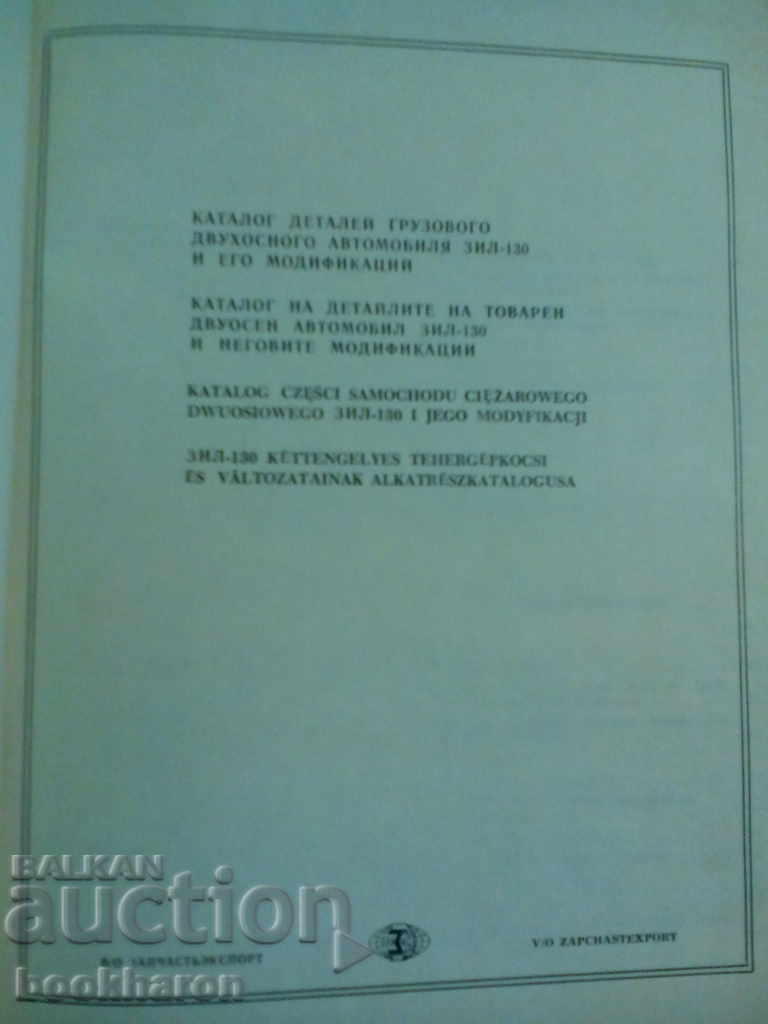 КАТАЛОГ ДЕТАЛЕЙ ГРУЗОВОГО
ДВУХОСНОГО АВТОМОБИЛЯ ЗИЛ-130
И ЕГО МОДИФИКАЦИЙ
КАТАЛОГ НА ДЕТАЙЛИТЕ НА ТОВАРЕН
ДВУОСЕН АВТОМОБИЛ ЗИЛ-130
И НЕГОВИТЕ МОДИФИКАЦИИ
KATALOG CZĘŚCI SAMOCHODU CIĘŻAROWEGO
DWUOSIOWEGO ЗИЛ-130 I JEGO MODYFIKACJI
ЗИЛ-130 KÉTTENGELYES TEHERGÉPKOCSI
ÉS VÁLTOZATAINAK ALKATRÉSZKATALOGUSA
BALKAN
auction
В/О ЗАПЧАСТЬЭКСПОРТ
V/O ZAPCHASTEXPORT
bookharon